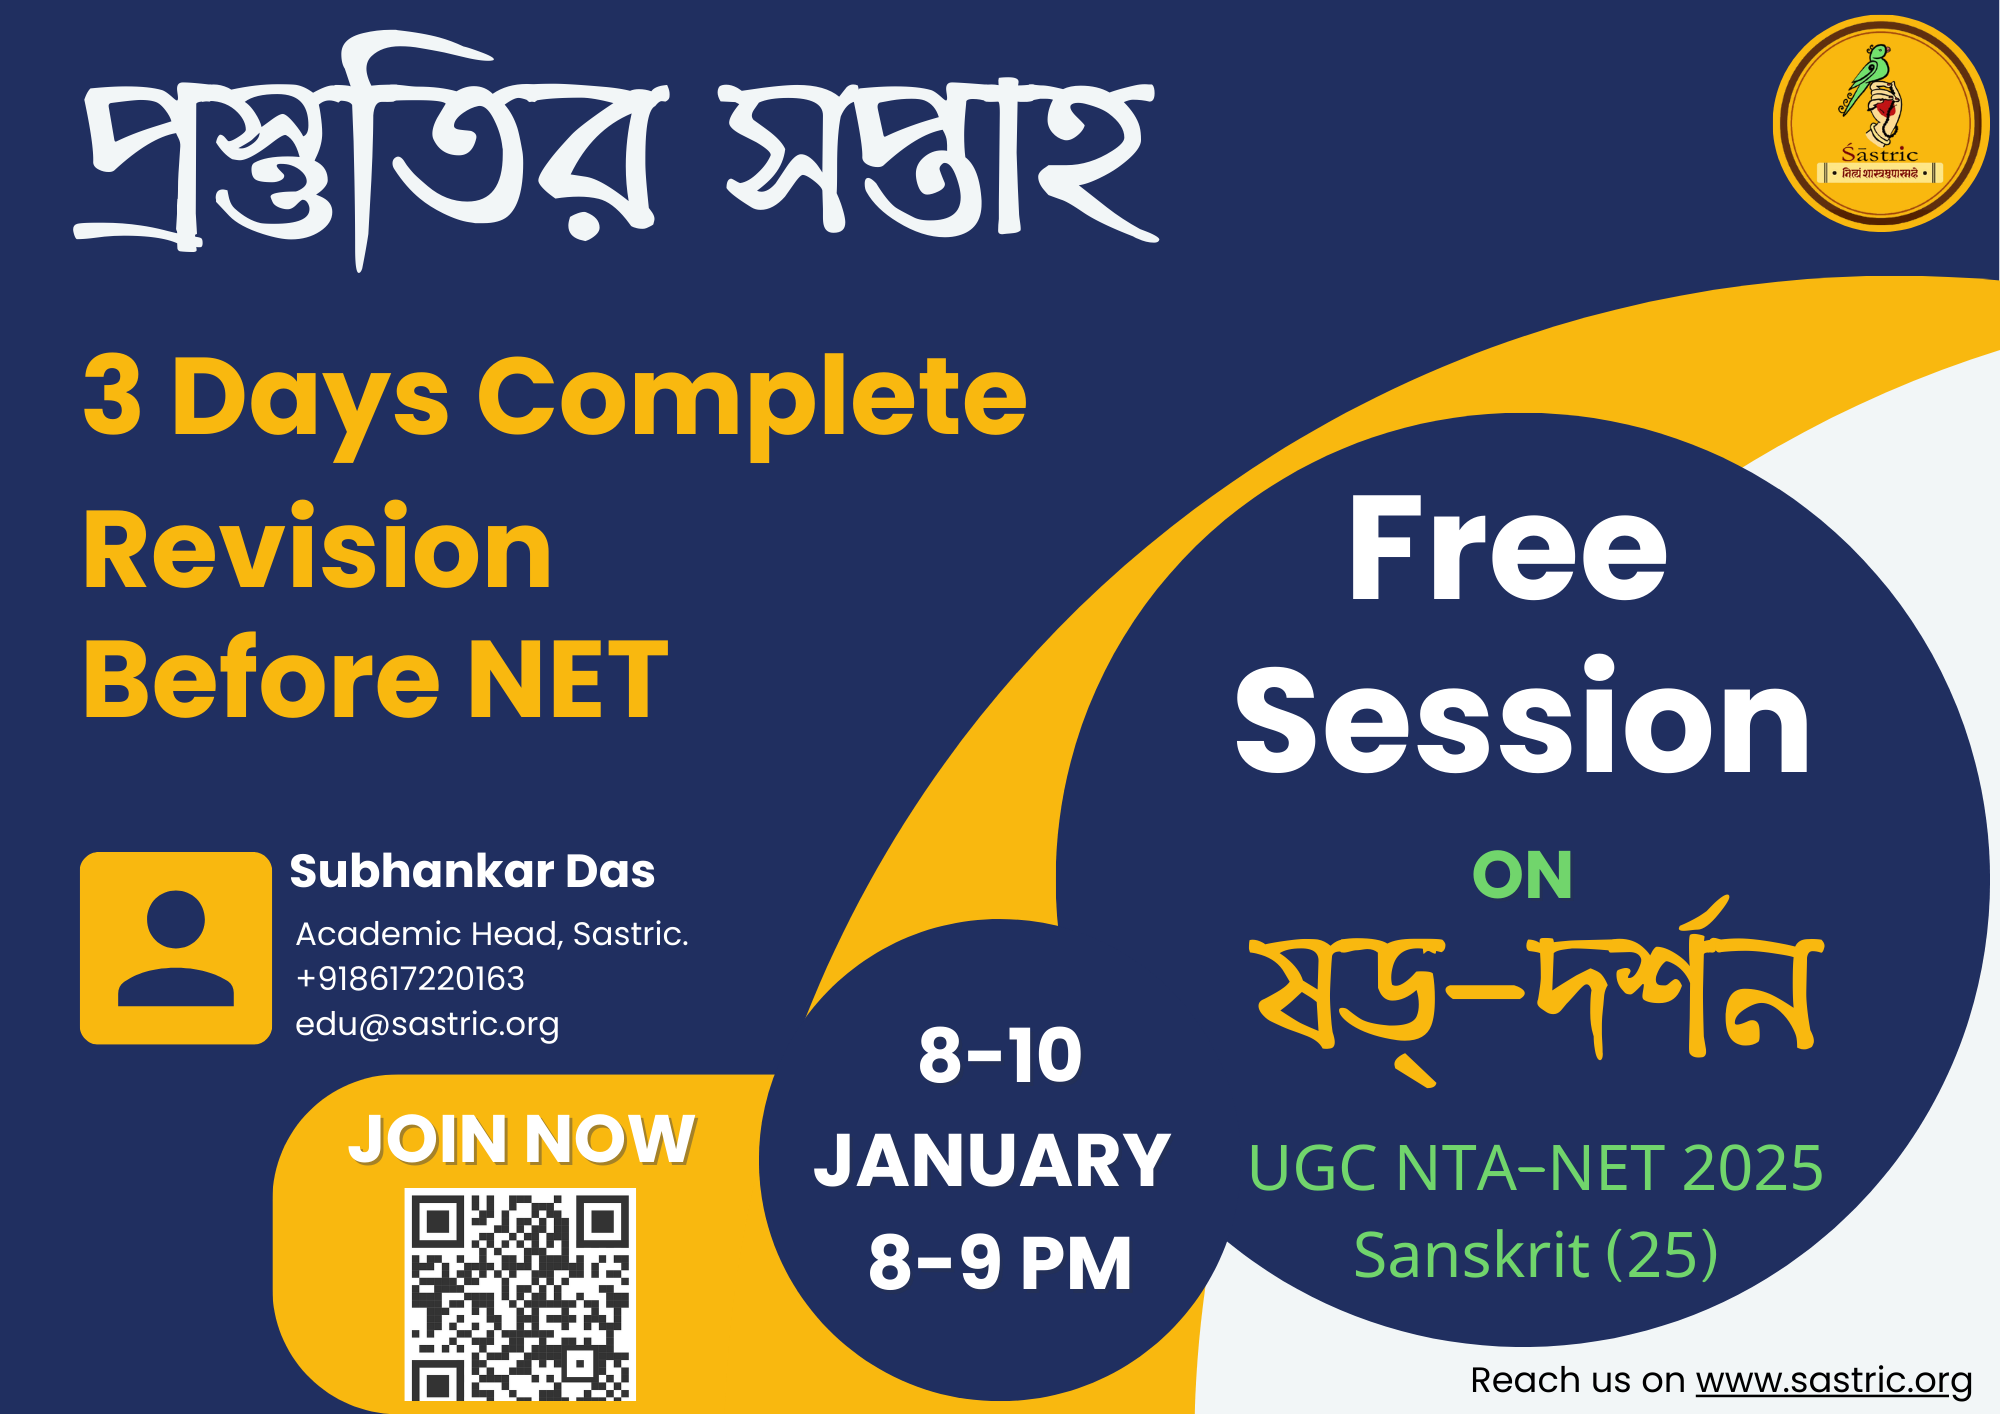 প্রস্তুতির সপ্তাহ
Śāstric
नित्यं शास्त्रमुपास्महे
3 Days Complete
Revision
Before NET
Free
Session
ON
ষড়্-দর্শন
UGC NTA-NET 2025
Sanskrit (25)
Subhankar Das
Academic Head, Sastric.
+918617220163
edu@sastric.org
JOIN NOW
8-10
JANUARY
8-9 PM
Reach us on www.sastric.org